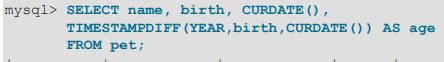 mysql> SELECT name, birth, CURDATE(),
TIMESTAMPDIFF(YEAR,birth,CURDATE()) AS age
FROM pet;